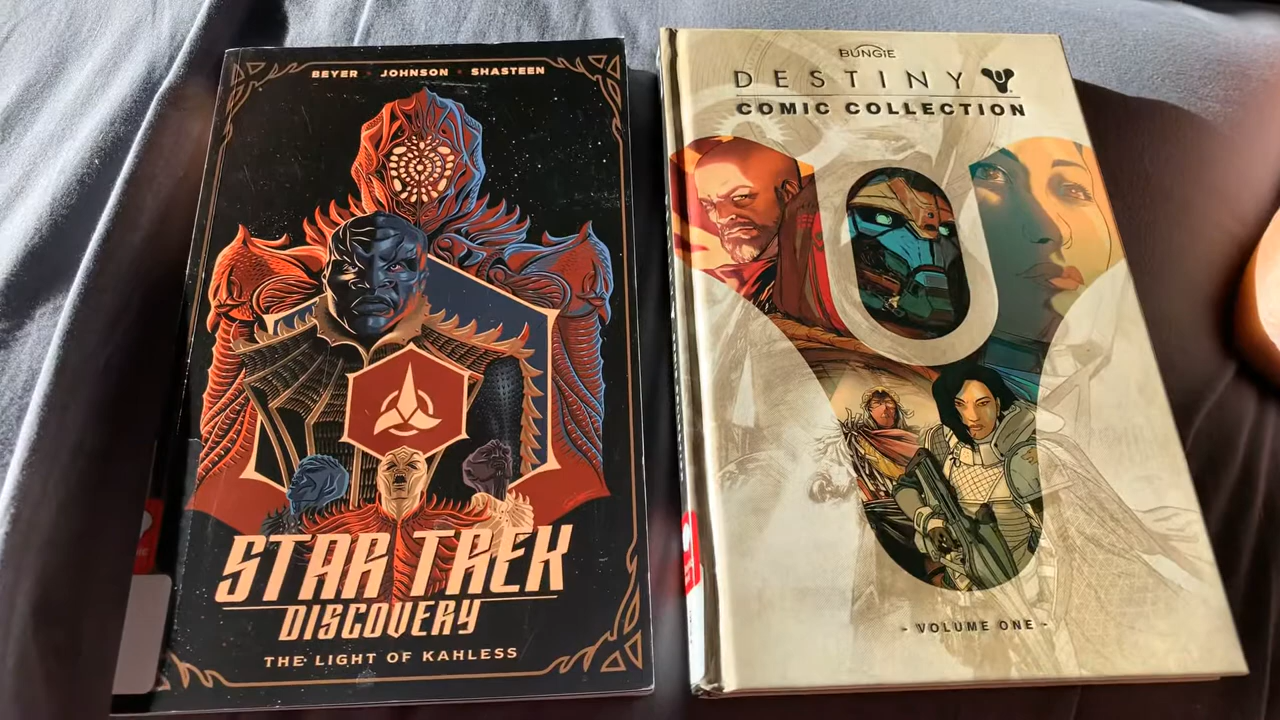 BEYER · JOHNSON · SHASTEEN
STAR TREK
DISCOVERY
THE LIGHT OF KAHLESS
BUNGIE
DESTINY
COMIC COLLECTION
- VOLUME ONE -